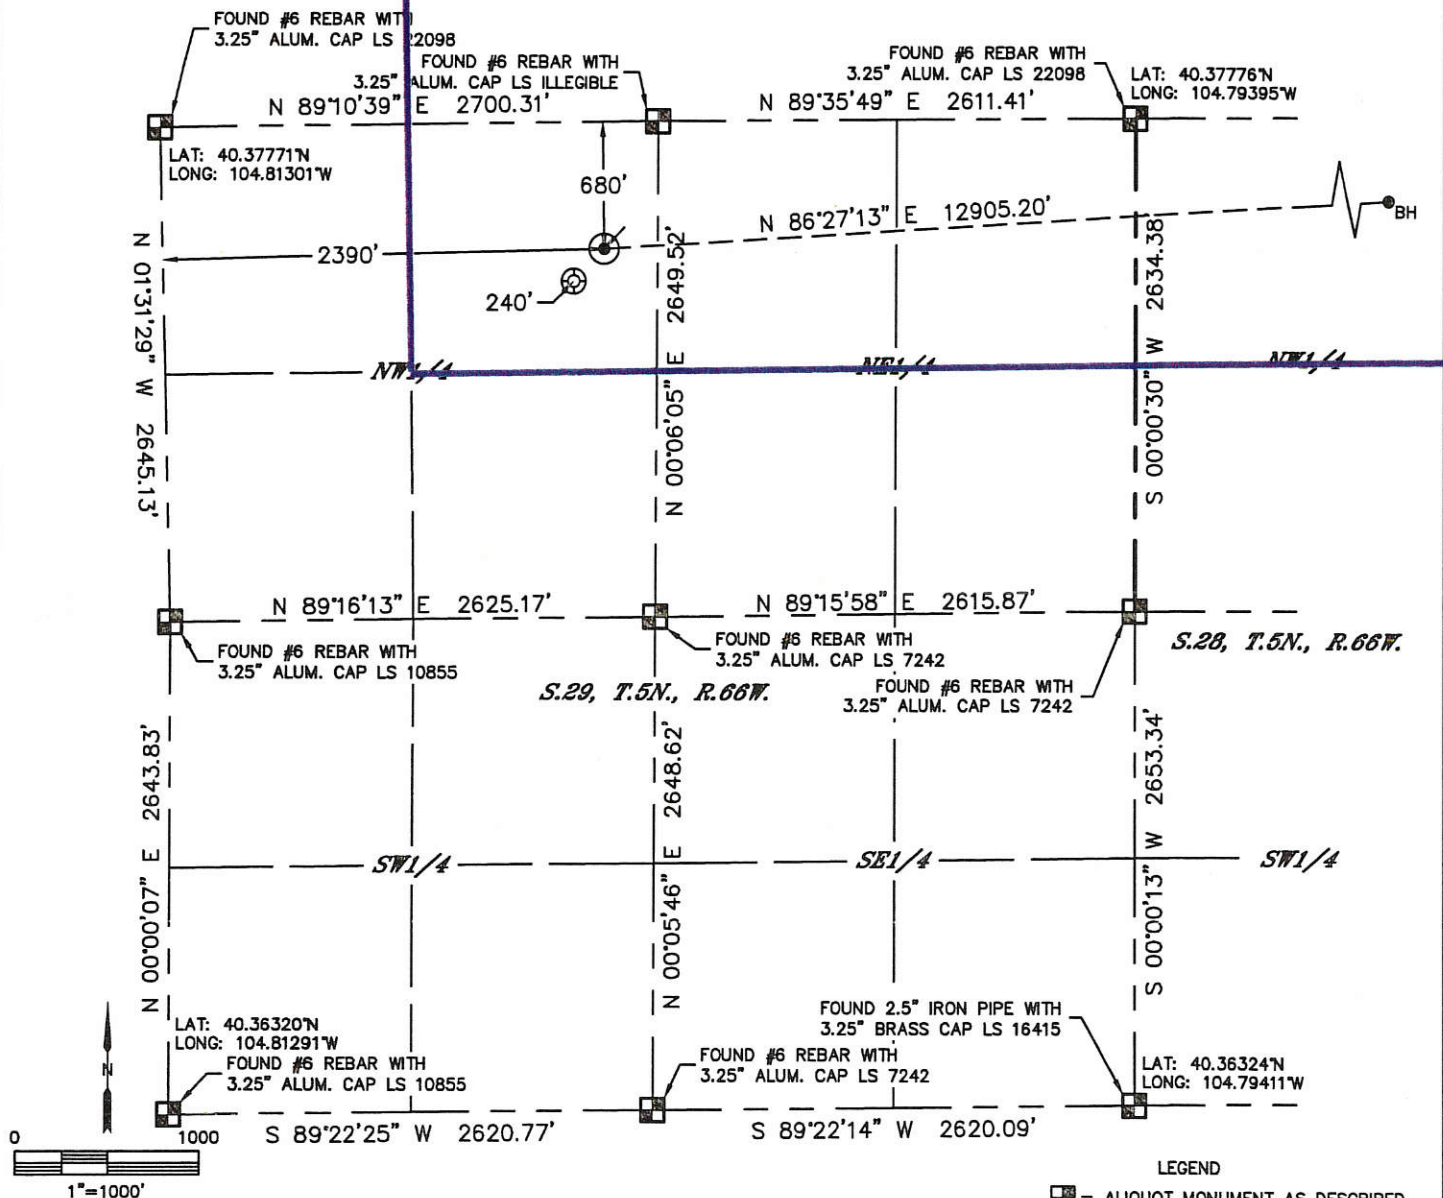 FOUND #6 REBAR WITH
3.25" ALUM. CAP LS 22098
FOUND #6 REBAR WITH
3.25" ALUM. CAP LS ILLEGIBLE
FOUND #6 REBAR WITH
3.25" ALUM. CAP LS 22098
LAT: 40.37776°N
LONG: 104.79395°W
N 89°10'39" E 2700.31'
N 89°35'49" E 2611.41'
LAT: 40.37771°N
LONG: 104.81301°W
680'
N 86°27'13" E 12905.20'
BH
2390'
240'
N 01°31'29" W 2645.13'
N 00°06'05" E 2649.52'
S 00°00'30" W 2634.38'
NW1/4
NE1/4
NW1/4
N 89°16'13" E 2625.17'
N 89°15'58" E 2615.87'
FOUND #6 REBAR WITH
3.25" ALUM. CAP LS 10855
FOUND #6 REBAR WITH
3.25" ALUM. CAP LS 7242
S.28, T.5N., R.66W.
S.29, T.5N., R.66W.
FOUND #6 REBAR WITH
3.25" ALUM. CAP LS 7242
N 00°00'07" E 2643.83'
N 00°05'46" E 2648.62'
S 00°00'13" W 2653.34'
SW1/4
SE1/4
SW1/4
LAT: 40.36320°N
LONG: 104.81291°W
FOUND #6 REBAR WITH
3.25" ALUM. CAP LS 10855
FOUND #6 REBAR WITH
3.25" ALUM. CAP LS 7242
FOUND 2.5" IRON PIPE WITH
3.25" BRASS CAP LS 16415
LAT: 40.36324°N
LONG: 104.79411°W
N
S 89°22'25" W 2620.77'
S 89°22'14" W 2620.09'
0 1000
1"=1000'
LEGEND
= ALIQUOT MONUMENT AS DESCRIBED